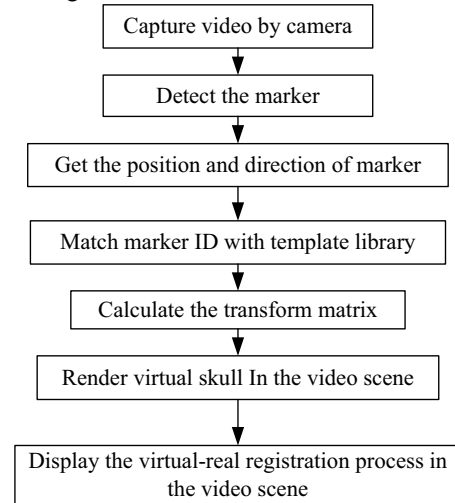 Capture video by camera
Detect the marker
Get the position and direction of marker
Match marker ID with template library
Calculate the transform matrix
Render virtual skull In the video scene
Display the virtual-real registration process in
the video scene